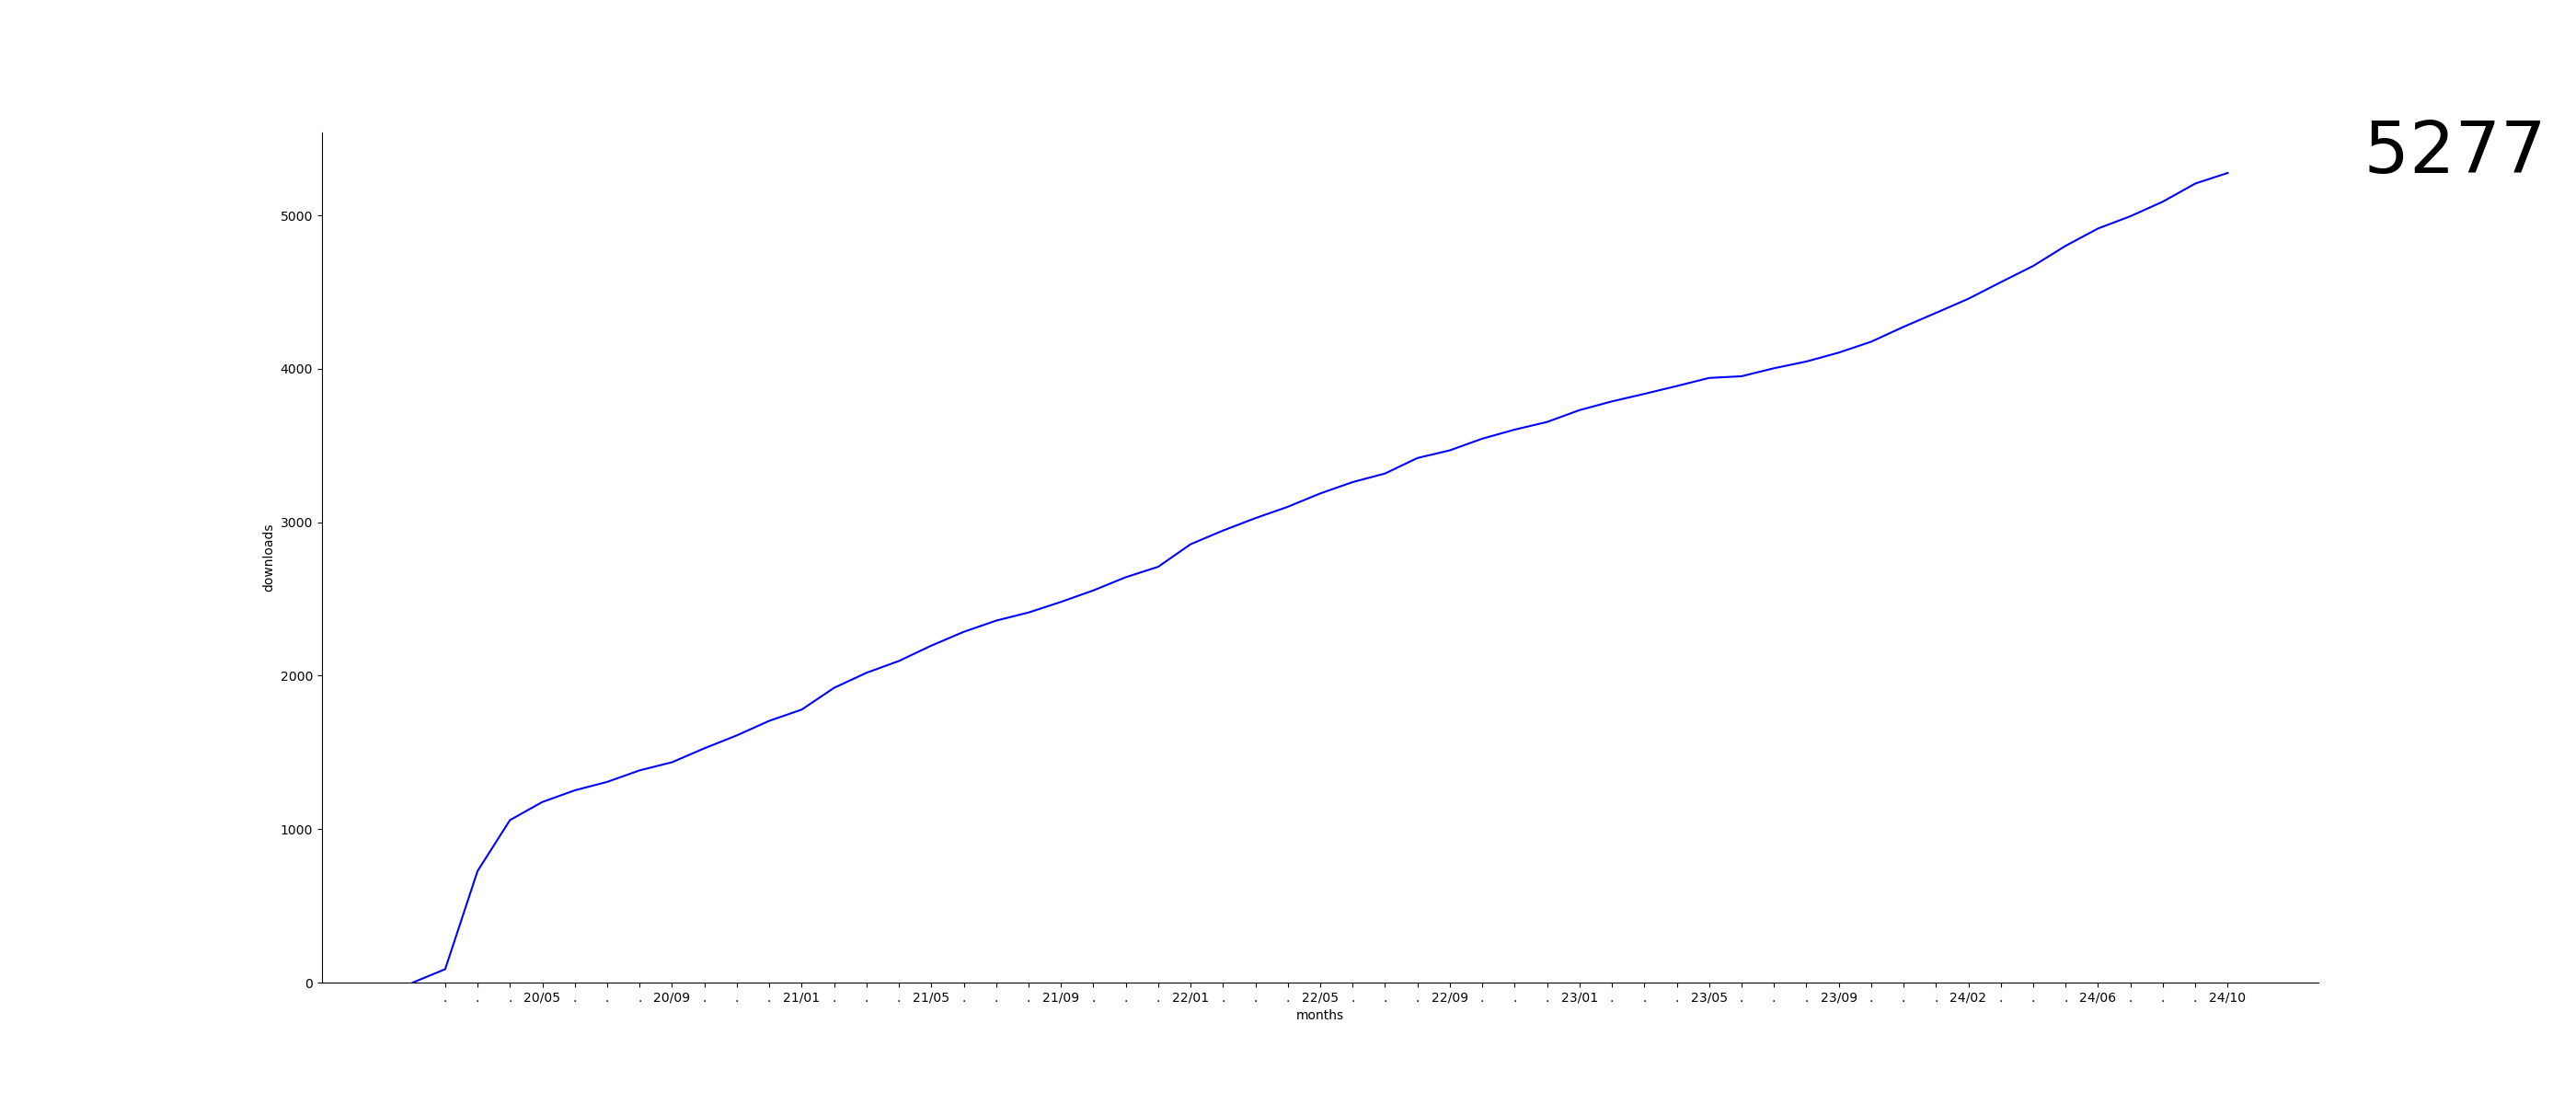 5277
5000
4000
3000
2000
1000
0
downloads
. . . 20/05 . . . 20/09 . . . 21/01 . . . 21/05 . . . 21/09 . . . 22/01 . . . 22/05 . . . 22/09 . . . 23/01 . . . 23/05 . . . 23/09 . . . 24/02 . . . 24/06 . . . 24/10
months